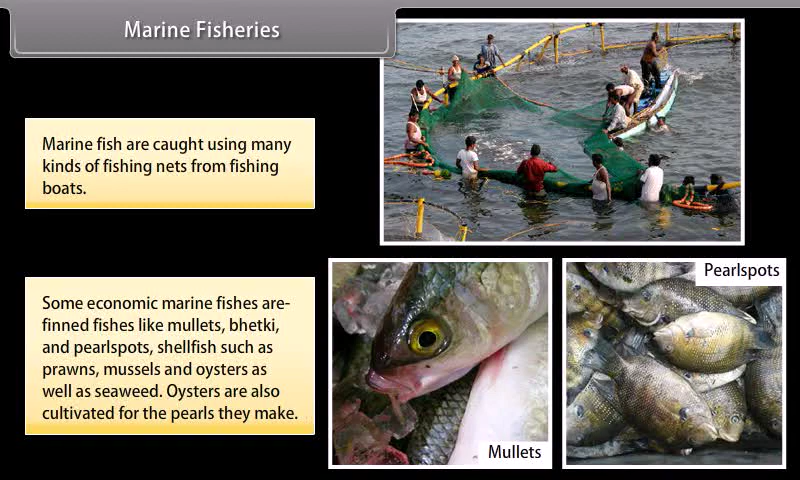 Marine Fisheries
Marine fish are caught using many
kinds of fishing nets from fishing
boats.
Some economic marine fishes are-
finned fishes like mullets, bhetki,
and pearlspots, shellfish such as
prawns, mussels and oysters as
well as seaweed. Oysters are also
cultivated for the pearls they make.
Mullets
Pearlspots